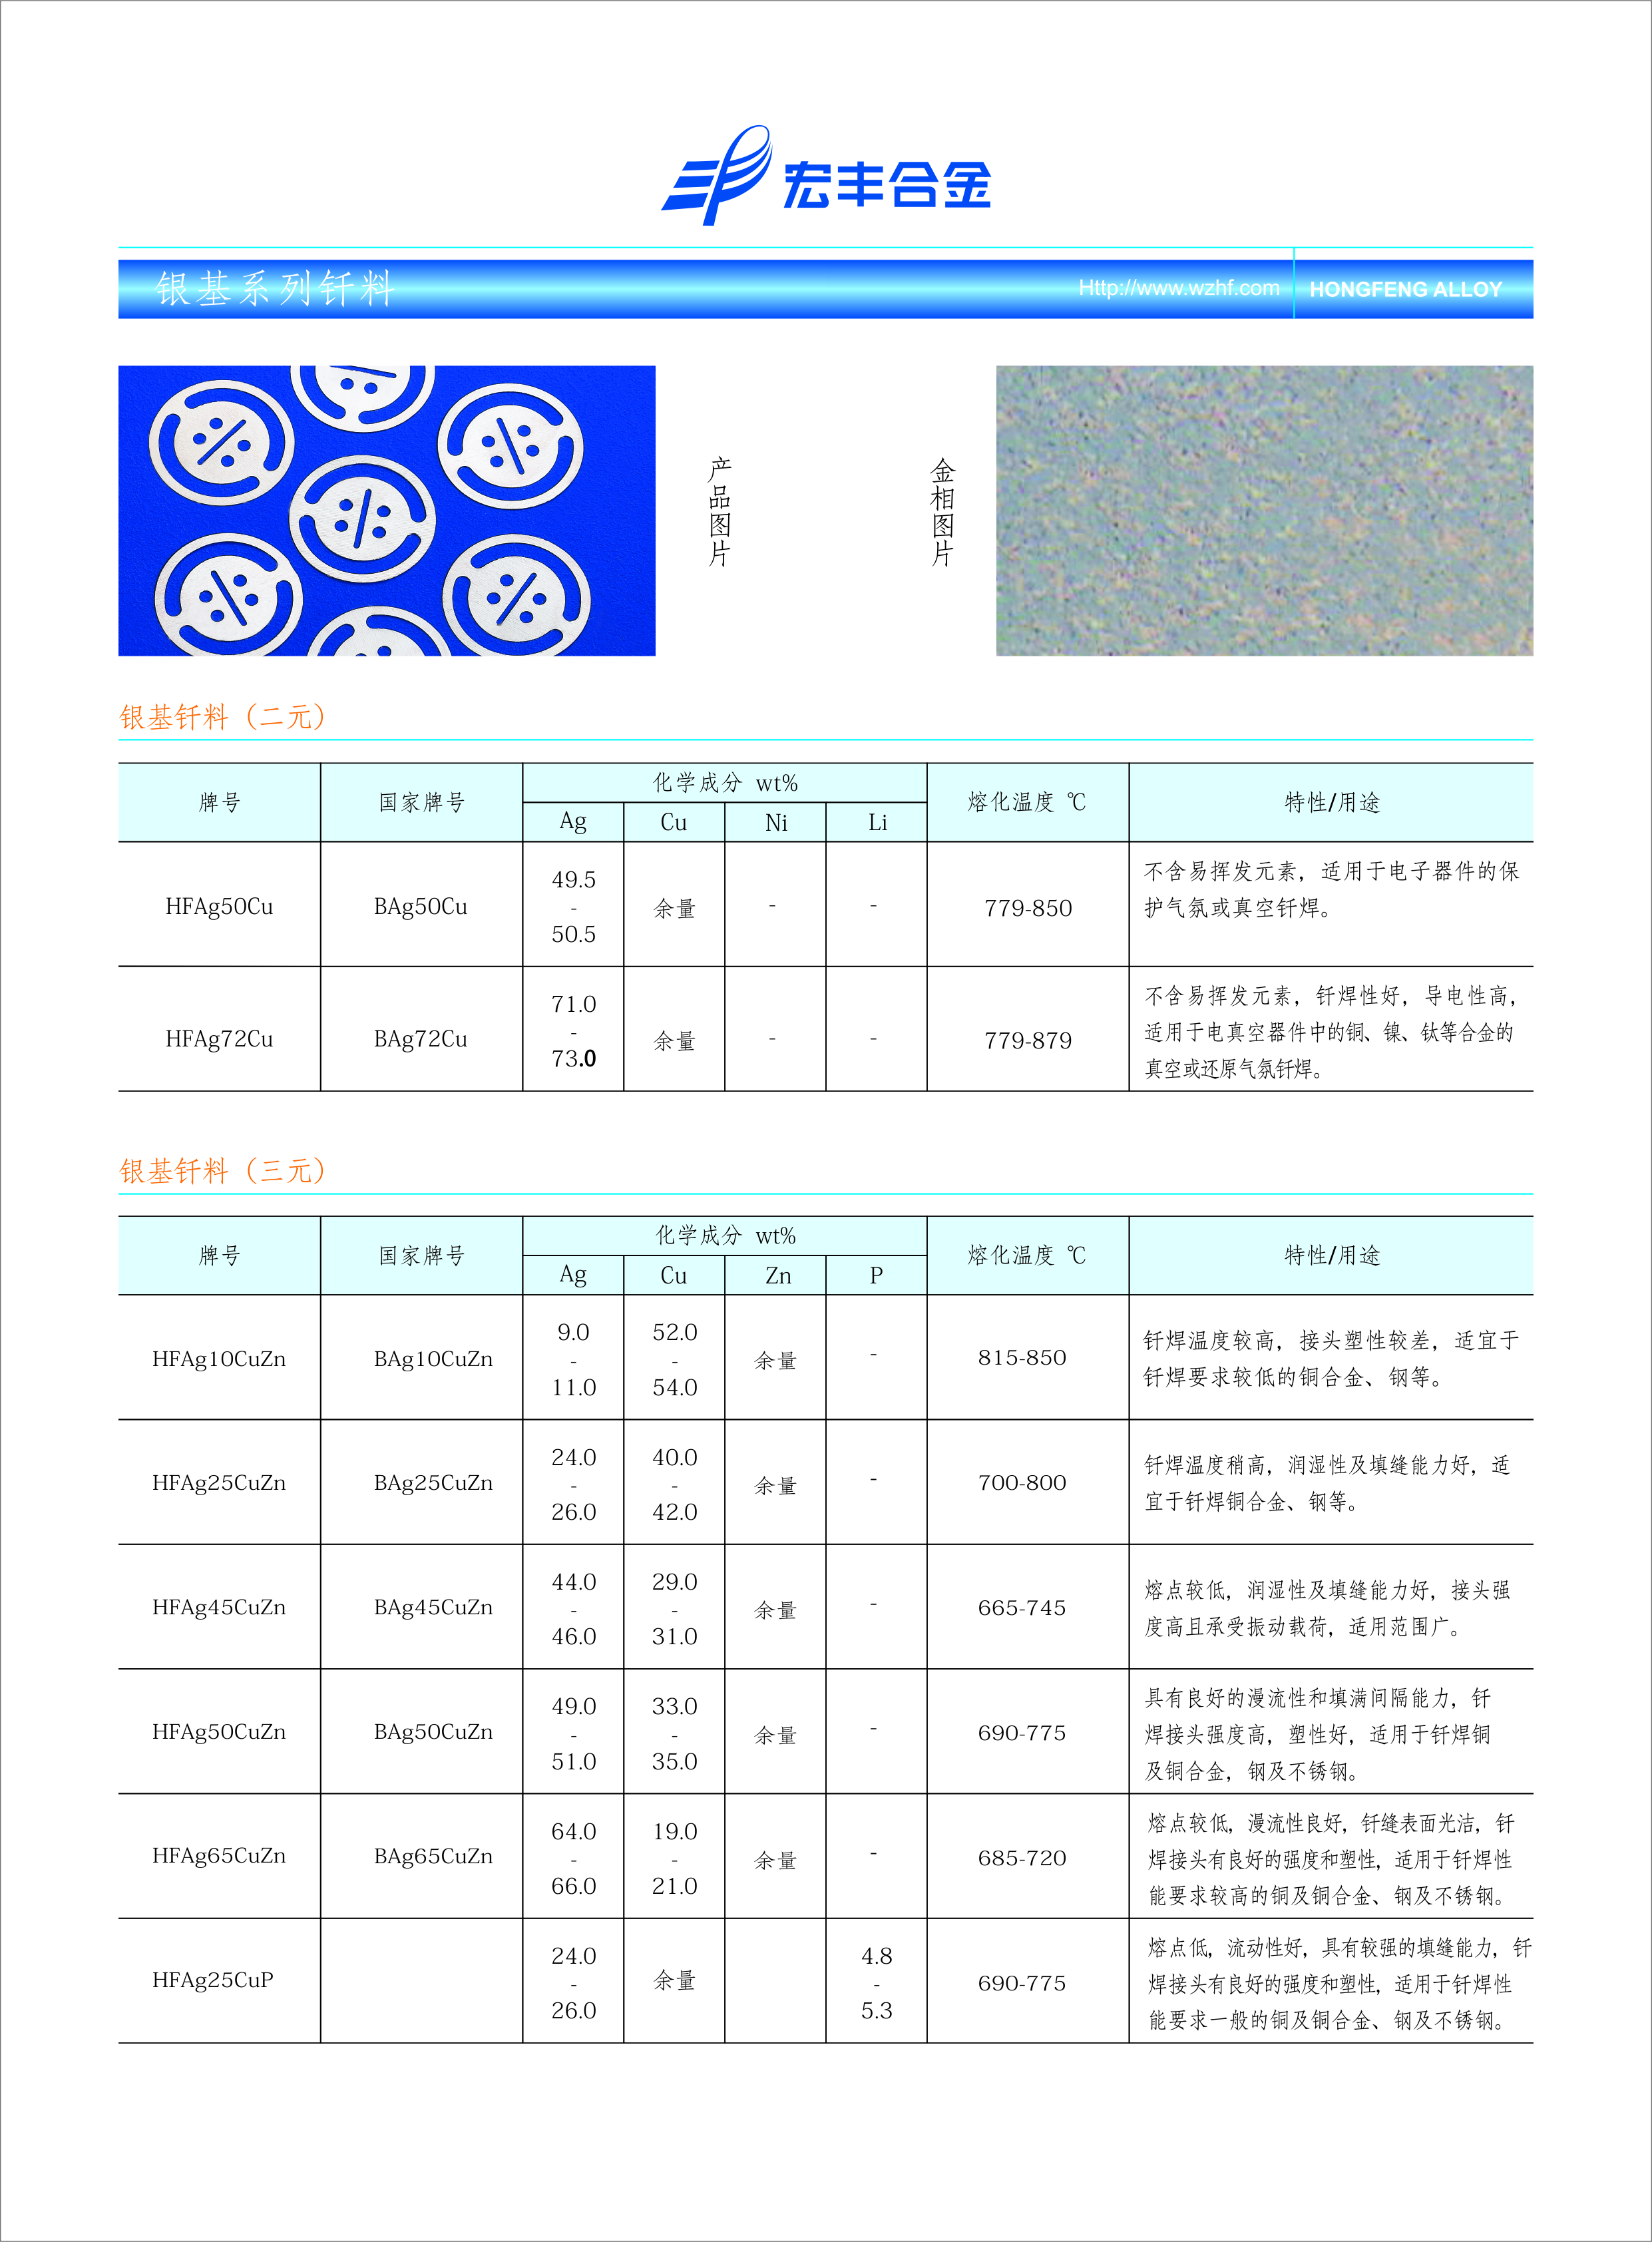 宏丰合金
银基系列钎料
Http://www.wzhf.com
HONGFENG ALLOY
产品图片
金相图片
银基钎料（二元）
牌号 国家牌号 化学成分 wt% 熔化温度 ℃ 特性/用途
Ag Cu Ni Li
HFAg50Cu BAg50Cu 49.5 - 50.5 余量 - - 779-850
不含易挥发元素，适用于电子器件的保
护气氛或真空钎焊。
HFAg72Cu BAg72Cu 71.0 - 73.0 余量 - - 779-879
不含易挥发元素，钎焊性好，导电性高，
适用于电真空器件中的铜、镍、钛等合金的
真空或还原气氛钎焊。
银基钎料（三元）
牌号 国家牌号 化学成分 wt% 熔化温度 ℃ 特性/用途
Ag Cu Zn P
HFAg10CuZn BAg10CuZn 9.0 - 11.0 52.0 - 54.0 余量 - 815-850
钎焊温度较高，接头塑性较差，适宜于
钎焊要求较低的铜合金、钢等。
HFAg25CuZn BAg25CuZn 24.0 - 26.0 40.0 - 42.0 余量 - 700-800
钎焊温度稍高，润湿性及填缝能力好，适
宜于钎焊铜合金、钢等。
HFAg45CuZn BAg45CuZn 44.0 - 46.0 29.0 - 31.0 余量 - 665-745
熔点较低，润湿性及填缝能力好，接头强
度高且承受振动载荷，适用范围广。
HFAg50CuZn BAg50CuZn 49.0 - 51.0 33.0 - 35.0 余量 - 690-775
具有良好的漫流性和填满间隔能力，钎
焊接头强度高，塑性好，适用于钎焊铜
及铜合金，钢及不锈钢。
HFAg65CuZn BAg65CuZn 64.0 - 66.0 19.0 - 21.0 余量 - 685-720
熔点较低，漫流性良好，钎缝表面光洁，钎
焊接头有良好的强度和塑性，适用于钎焊性
能要求较高的铜及铜合金、钢及不锈钢。
HFAg25CuP 24.0 - 26.0 余量 4.8 - 5.3 690-775
熔点低，流动性好，具有较强的填缝能力，钎
焊接头有良好的强度和塑性，适用于钎焊性
能要求一般的铜及铜合金、钢及不锈钢。